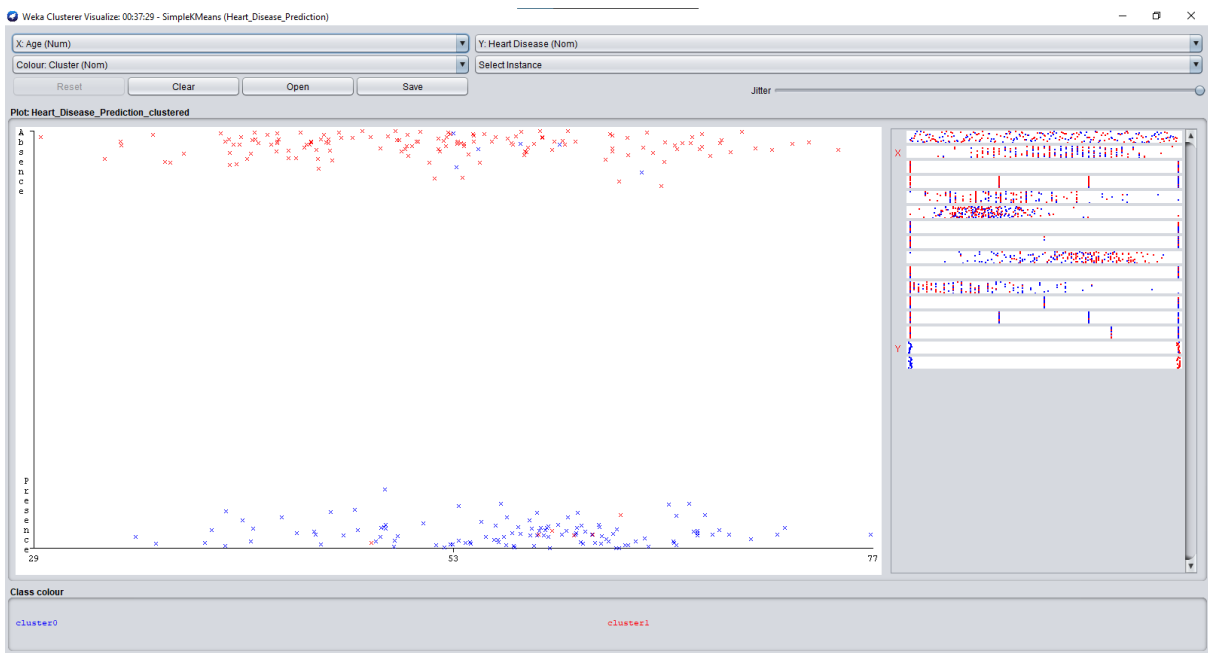 Weka Clusterer Visualize: 00:37:29 - SimpleKMeans (Heart_Disease_Prediction)
X: Age (Num) Y: Heart Disease (Nom)
Colour: Cluster (Nom) Select Instance
Reset Clear Open Save Jitter
Plot: Heart_Disease_Prediction_clustered
Absence
X
Y
Presence
29 53 77
Class colour
cluster0 cluster1